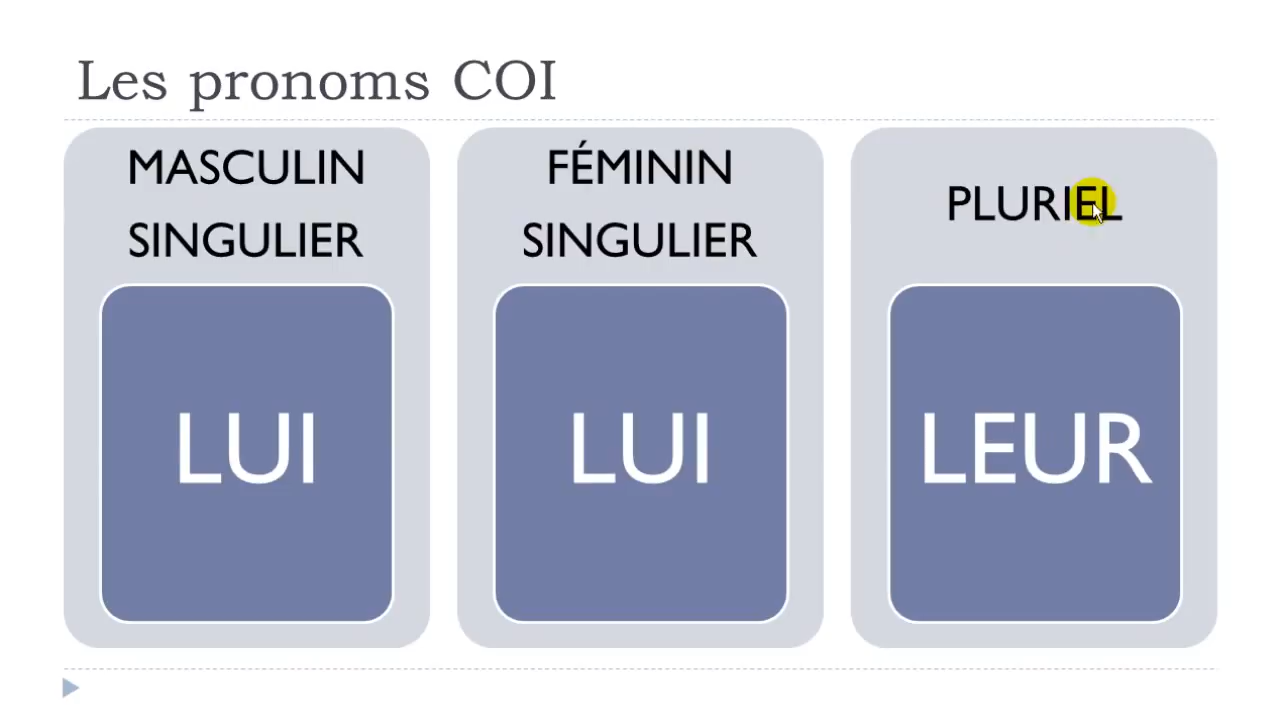 Les pronoms COI
MASCULIN
SINGULIER
LUI
FÉMININ
SINGULIER
LUI
PLURIEL
LEUR